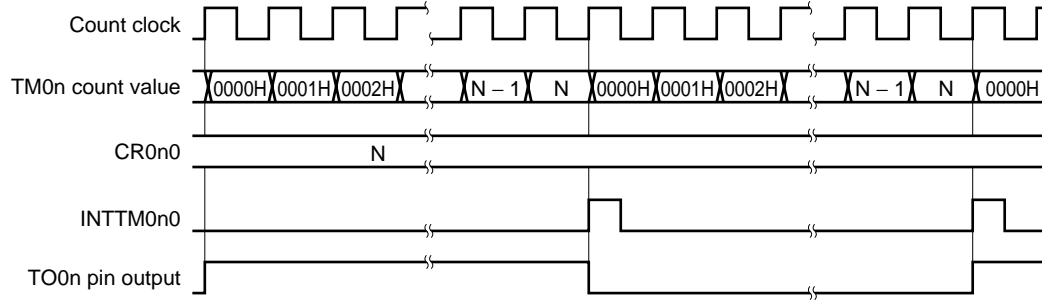 Count clock
TM0n count value 0000H 0001H 0002H N − 1 N 0000H 0001H 0002H N − 1 N 0000H
CR0n0 N
INTTM0n0
TO0n pin output